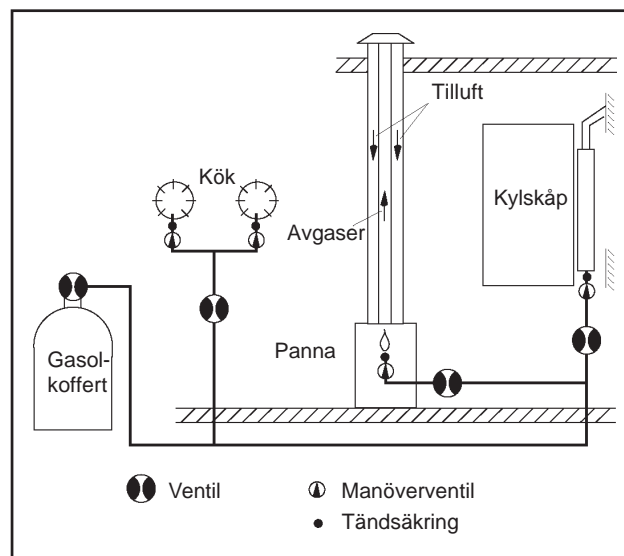 Tilluft
Kök
Kylskåp
Avgaser
Panna
Gasol-
koffert
Ventil
Manöverventil
Tändsäkring